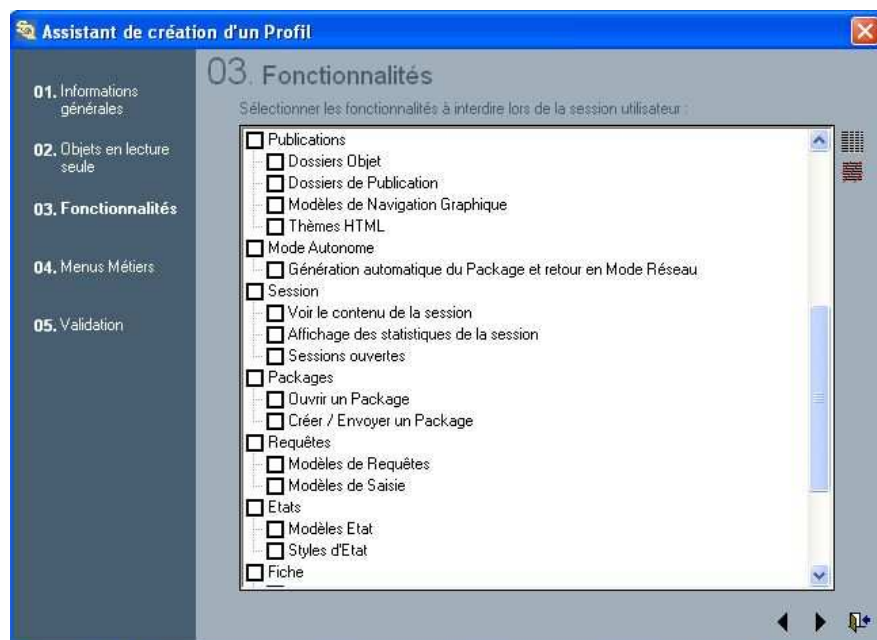 Assistant de création d'un Profil
01. Informations
générales
02. Objets en lecture
seule
03. Fonctionnalités
04. Menus Métiers
05. Validation
03. Fonctionnalités
Sélectionner les fonctionnalités à interdire lors de la session utilisateur :
Publications
Dossiers Objet
Dossiers de Publication
Modèles de Navigation Graphique
Thèmes HTML
Mode Autonome
Génération automatique du Package et retour en Mode Réseau
Session
Voir le contenu de la session
Affichage des statistiques de la session
Sessions ouvertes
Packages
Ouvrir un Package
Créer / Envoyer un Package
Requêtes
Modèles de Requêtes
Modèles de Saisie
Etats
Modèles Etat
Styles d'Etat
Fiche